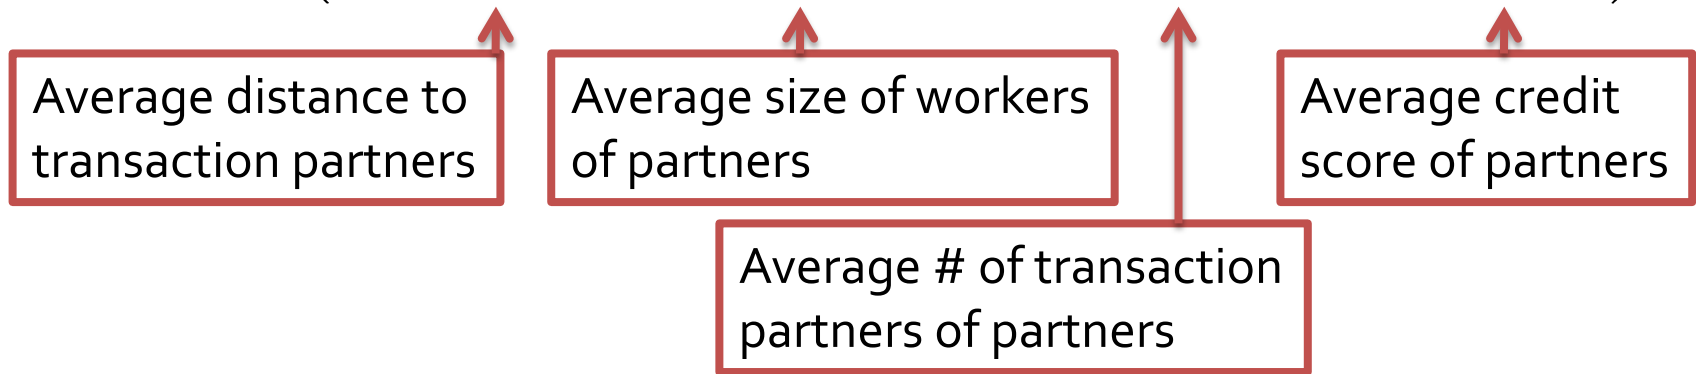 Average distance to
transaction partners
Average size of workers
of partners
Average credit
score of partners
Average # of transaction
partners of partners